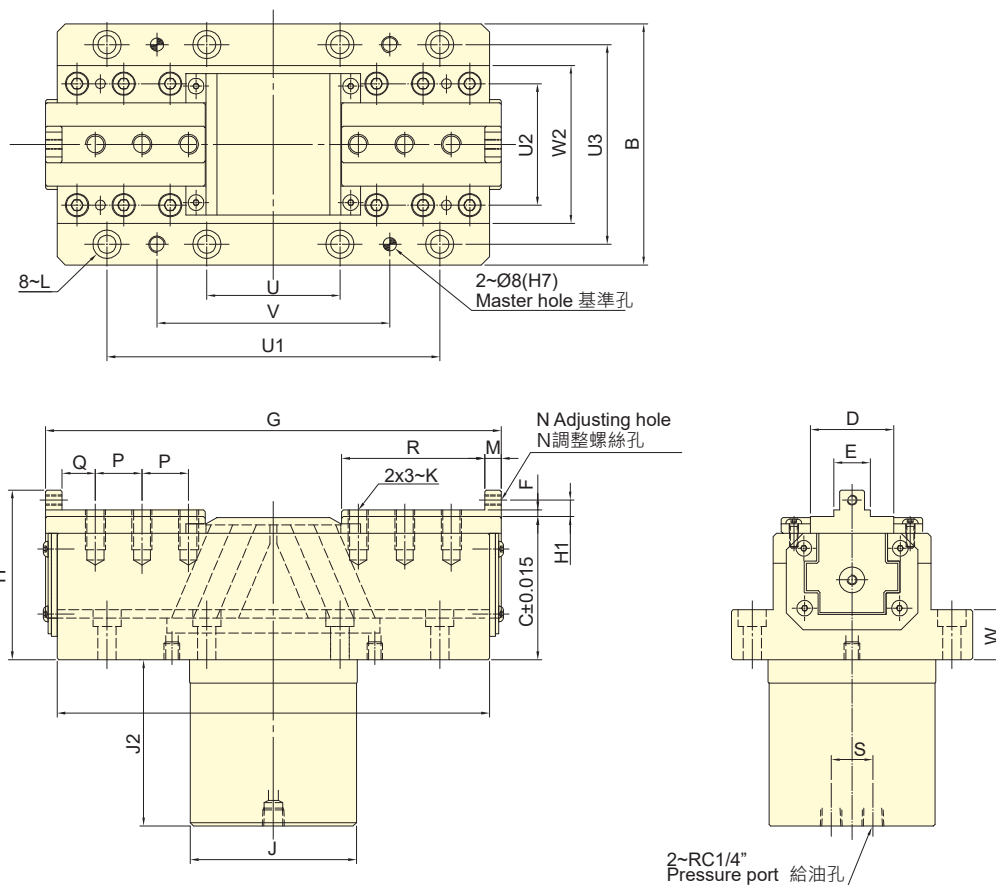 U2
W2
U3
B
8~L
U
2~Ø8(H7)
Master hole 基準孔
V
U1
G
N Adjusting hole
N調整螺絲孔
R
M
Q
P
P
2x3~K
F
H1
C±0.015
J2
J
D
E
W
S
2~RC1/4”
Pressure port 給油孔